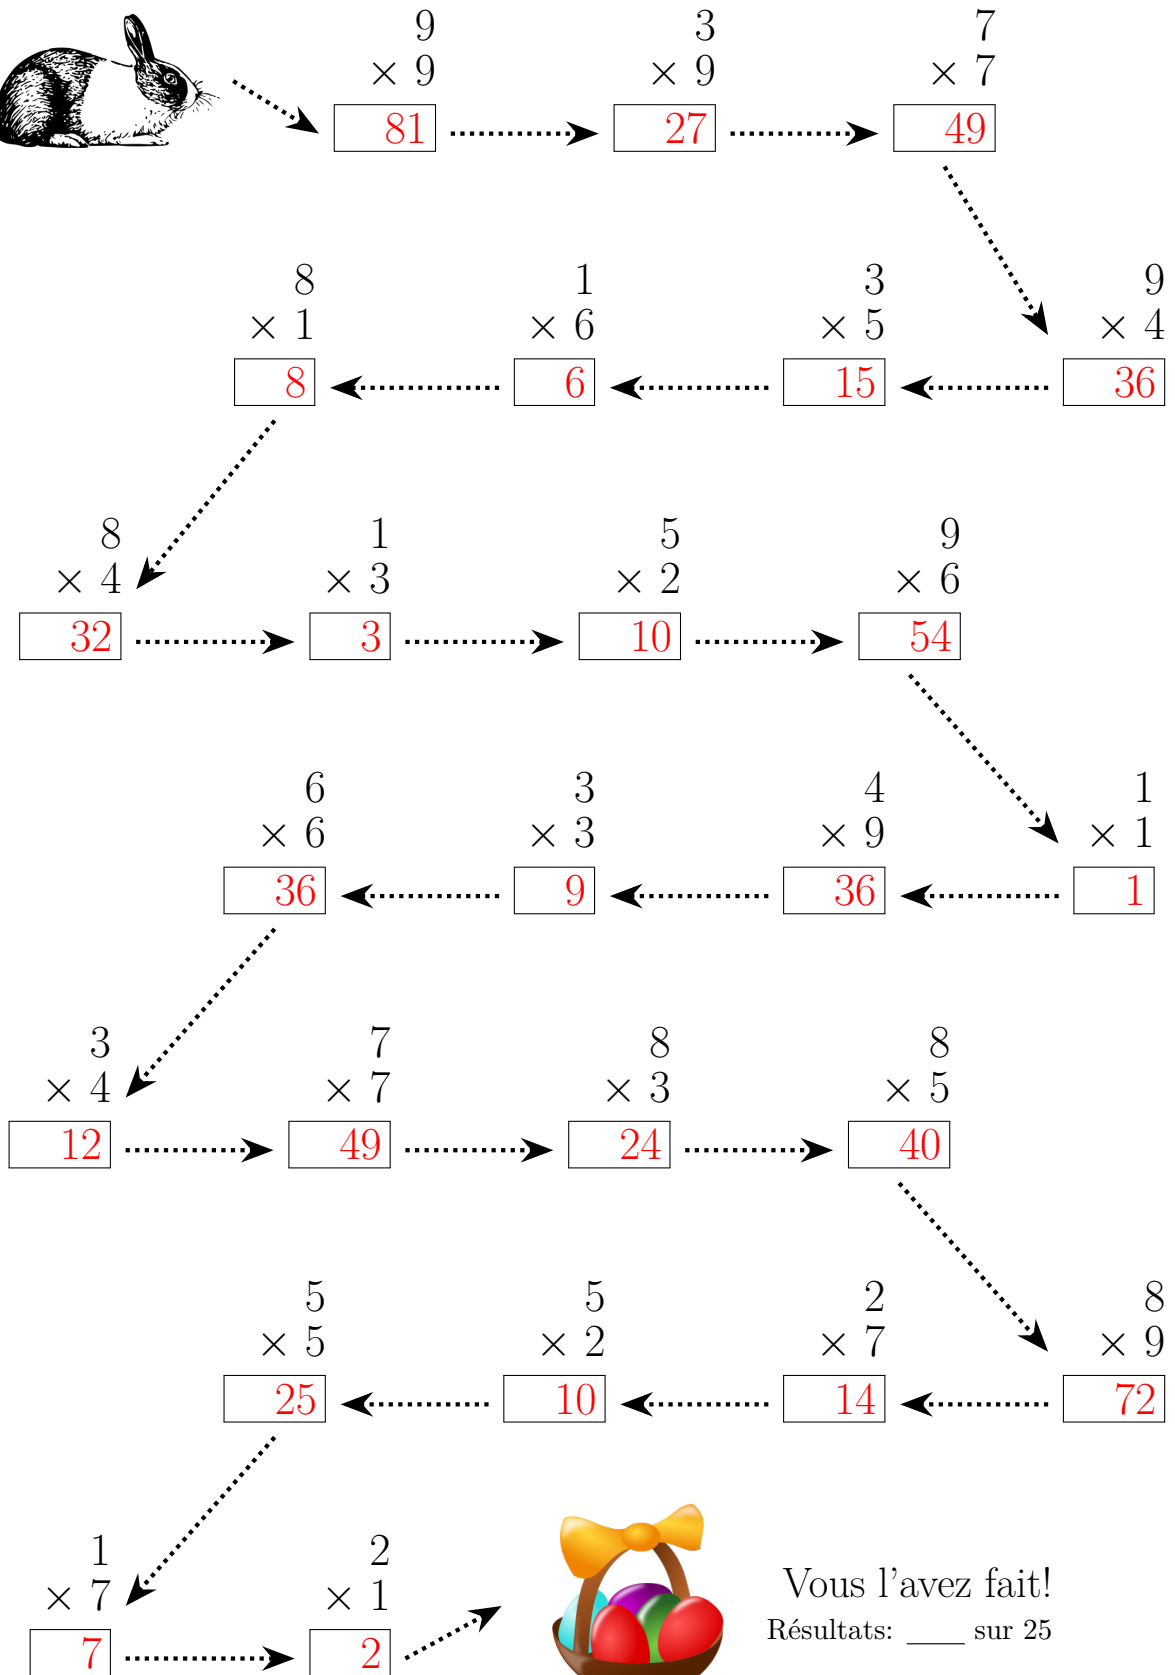 9 3 7
× 9 × 9 × 7
81 27 49
8 1 3 9
× 1 × 6 × 5 × 4
8 6 15 36
8 1 5 9
× 4 × 3 × 2 × 6
32 3 10 54
6 3 4 1
× 6 × 3 × 9 × 1
36 9 36 1
3 7 8 8
× 4 × 7 × 3 × 5
12 49 24 40
5 5 2 8
× 5 × 2 × 7 × 9
25 10 14 72
1 2
× 7 × 1
7 2
Vous l'avez fait!
Résultats: ____ sur 25